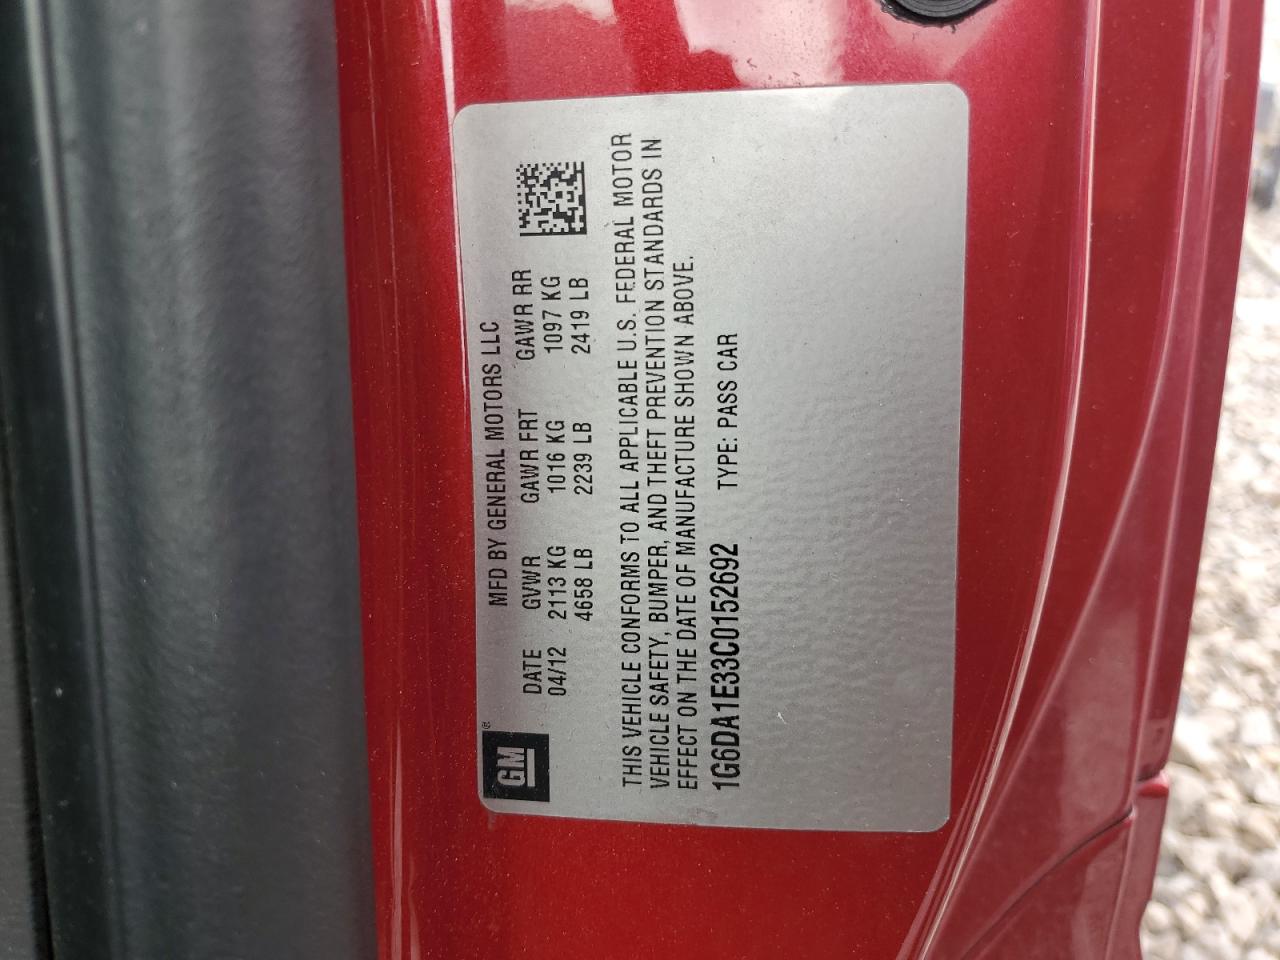 GM ®
MFD BY GENERAL MOTORS LLC
DATE GVWR GAWR FRT GAWR RR
04/12 2113 KG 1016 KG 1097 KG
4658 LB 2239 LB 2419 LB
THIS VEHICLE CONFORMS TO ALL APPLICABLE U.S. FEDERAL MOTOR
VEHICLE SAFETY, BUMPER, AND THEFT PREVENTION STANDARDS IN
EFFECT ON THE DATE OF MANUFACTURE SHOWN ABOVE.
1G6DA1E33C0152692 TYPE: PASS CAR